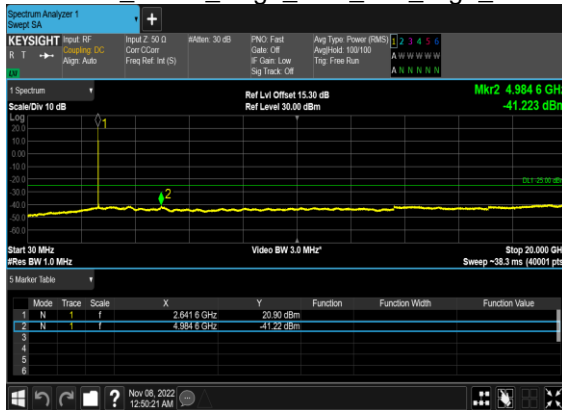 Spectrum Analyzer 1
Swept SA
+
KEYSIGHT Input: RF Input Z: 50 Ω #Atten: 30 dB PNO: Fast Avg Type: Power (RMS) 1 2 3 4 5 6
R T Coupling: DC Corr CCorr Gate: Off Avg|Hold: 100/100 A W W W W W
Align: Auto Freq Ref: Int (S) IF Gain: Low Trig: Free Run
LXI Sig Track: Off A N N N N N
1 Spectrum Ref Lvl Offset 15.30 dB Mkr2 4.984 6 GHz
Scale/Div 10 dB Ref Level 30.00 dBm -41.223 dBm
Log
20.0
10.0
0.00
-10.0
-20.0
-30.0
-40.0
-50.0
-60.0
1
2
DL1 -25.00 dBm
Start 30 MHz Video BW 3.0 MHz* Stop 20.000 GHz
#Res BW 1.0 MHz Sweep ~38.3 ms (40001 pts)
5 Marker Table
Mode Trace Scale X Y Function Function Width Function Value
1 N 1 f 2.641 6 GHz 20.90 dBm
2 N 1 f 4.984 6 GHz -41.22 dBm
3
4
5
6
? Nov 08, 2022
12:50:21 AM